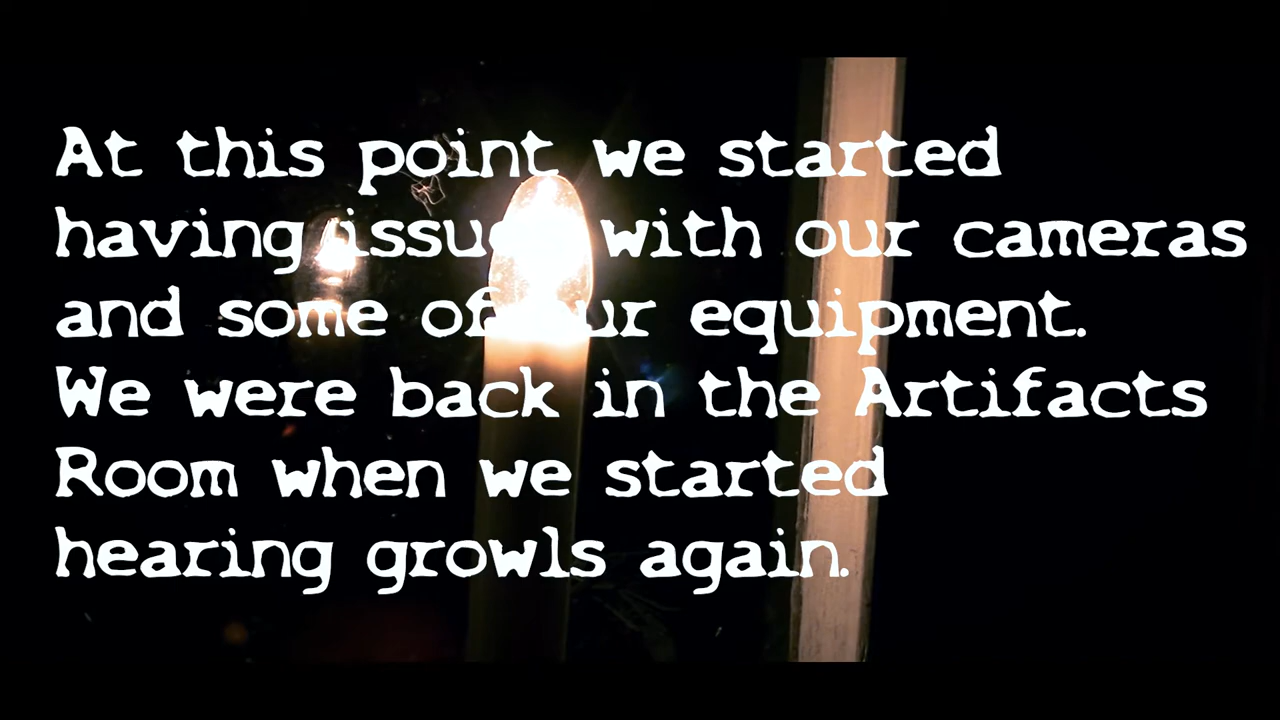 At this point we started
having issues with our cameras
and some of our equipment.
We were back in the Artifacts
Room when we started
hearing growls again.